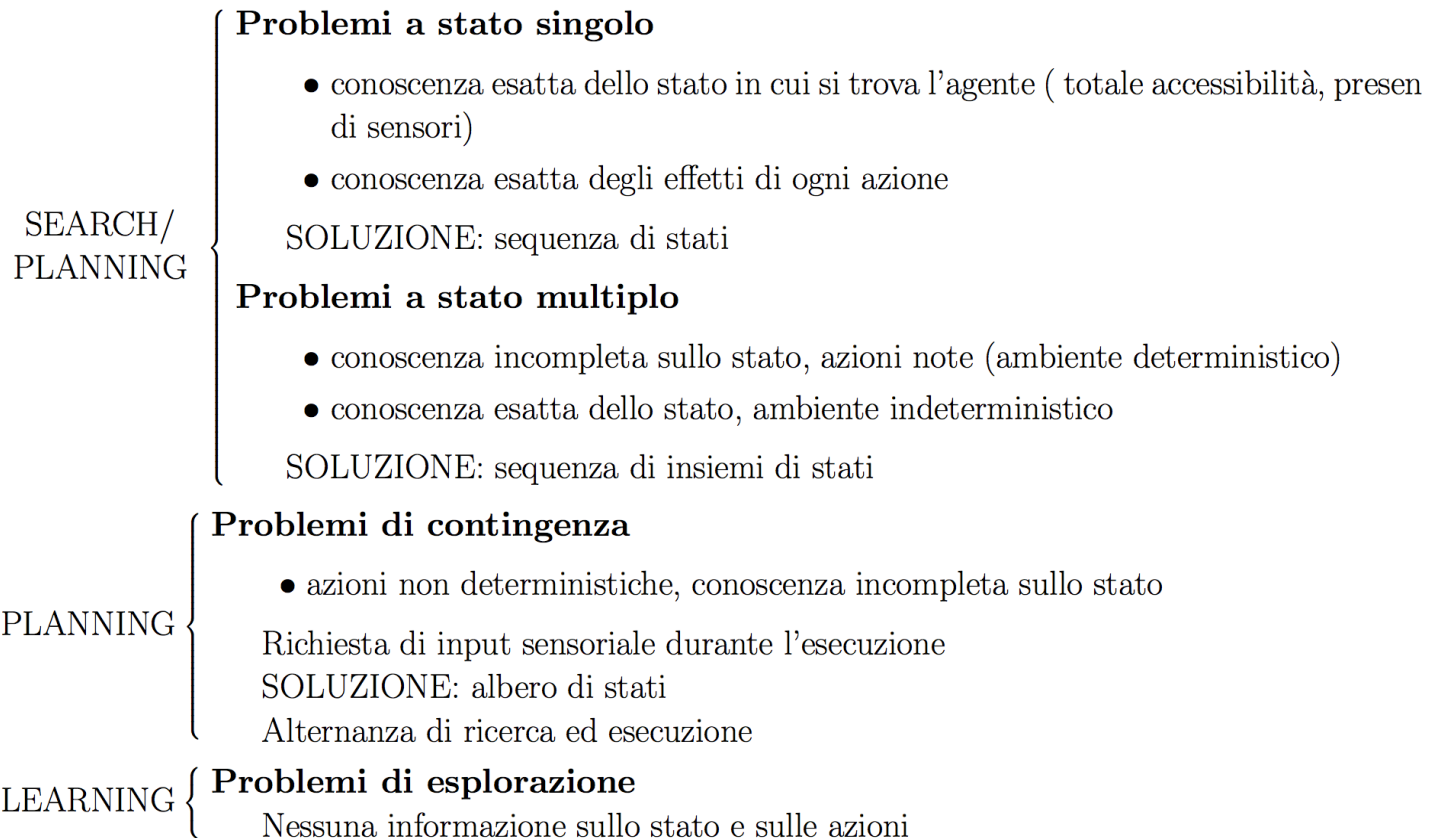 Problemi a stato singolo
• conoscenza esatta dello stato in cui si trova l'agente ( totale accessibilità, presen
di sensori)
• conoscenza esatta degli effetti di ogni azione
SEARCH/
PLANNING
SOLUZIONE: sequenza di stati
Problemi a stato multiplo
• conoscenza incompleta sullo stato, azioni note (ambiente deterministico)
• conoscenza esatta dello stato, ambiente indeterministico
SOLUZIONE: sequenza di insiemi di stati
Problemi di contingenza
• azioni non deterministiche, conoscenza incompleta sullo stato
PLANNING
Richiesta di input sensoriale durante l'esecuzione
SOLUZIONE: albero di stati
Alternanza di ricerca ed esecuzione
LEARNING
Problemi di esplorazione
Nessuna informazione sullo stato e sulle azioni